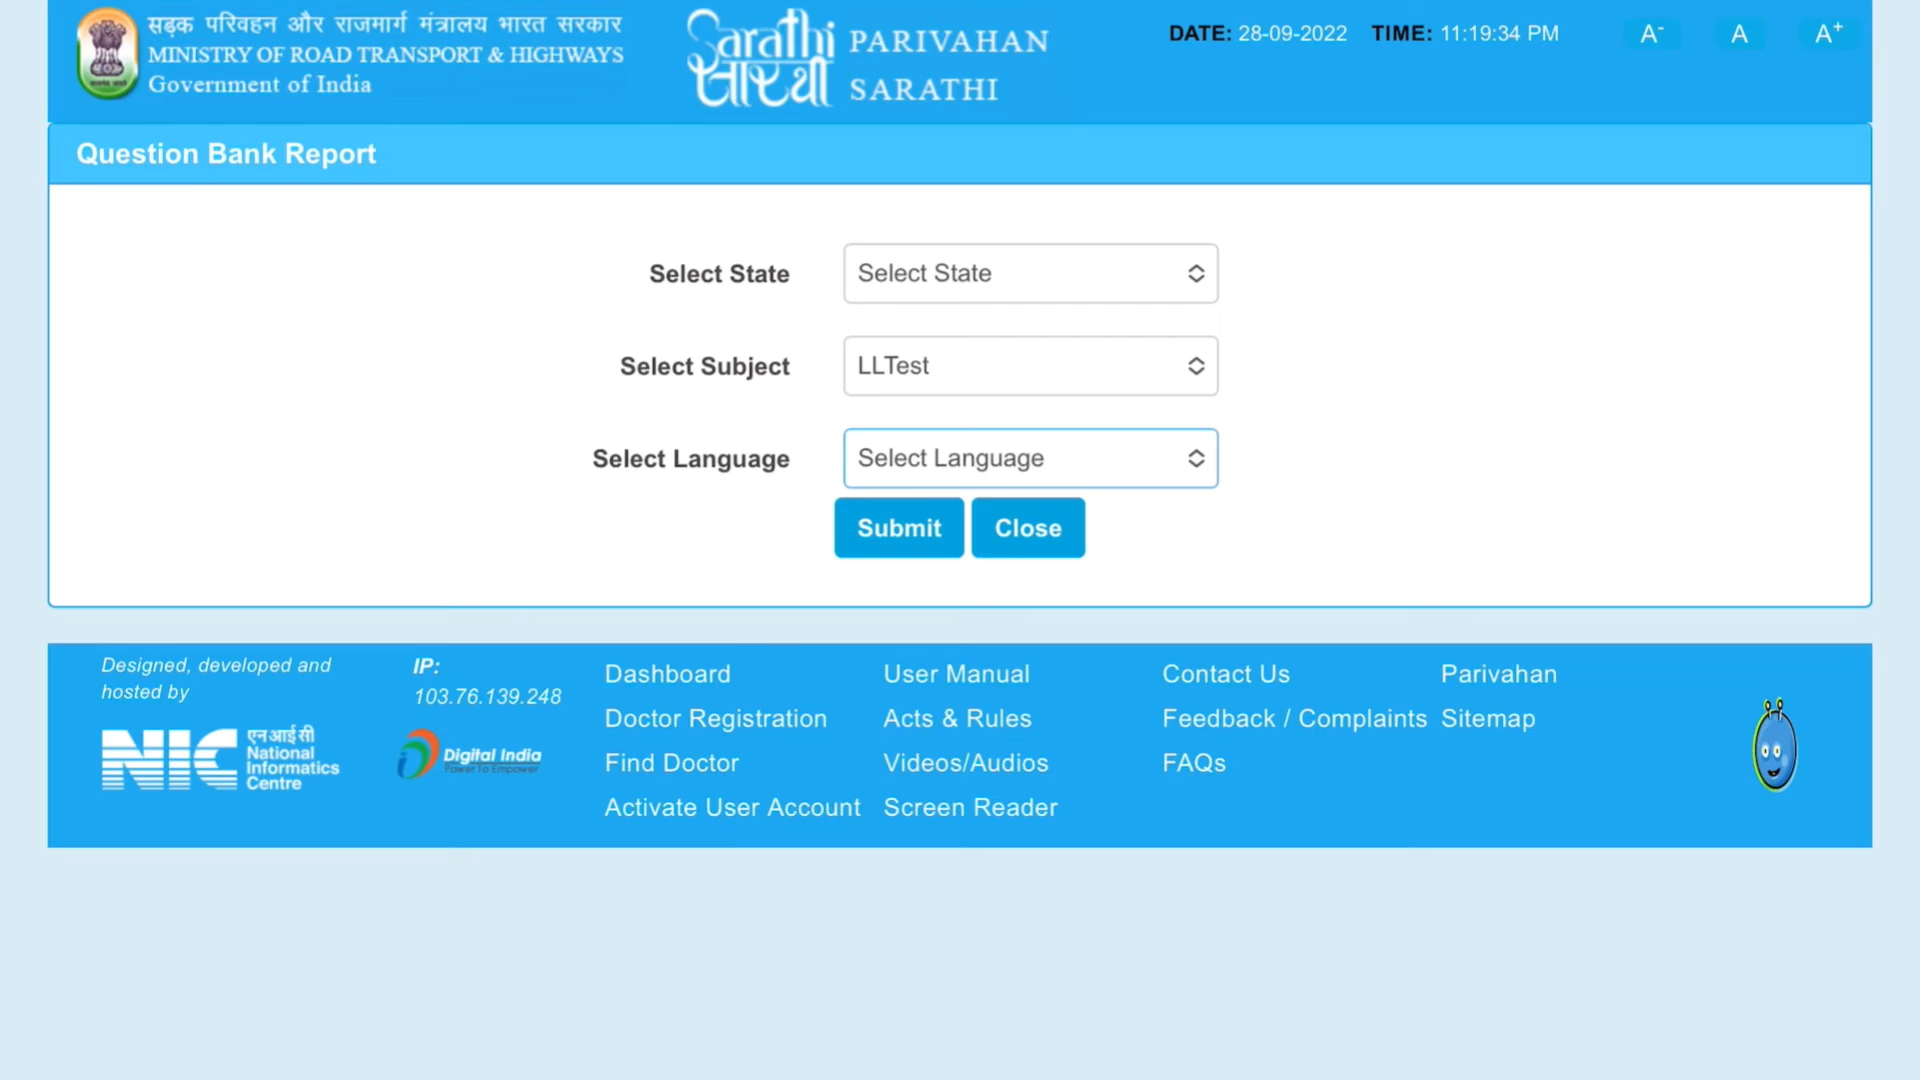 सड़क परिवहन और राजमार्ग मंत्रालय भारत सरकार
MINISTRY OF ROAD TRANSPORT & HIGHWAYS
Government of India
Sarathi
सारथी
PARIVAHAN
SARATHI
DATE: 28-09-2022 TIME: 11:19:34 PM
A- A A+
Question Bank Report
Select State Select State
Select Subject LLTest
Select Language Select Language
Submit Close
Designed, developed and
hosted by
NIC
एनआईसी
National
Informatics
Centre
IP:
103.76.139.248
Digital India
Power To Empower
Dashboard
Doctor Registration
Find Doctor
Activate User Account
User Manual
Acts & Rules
Videos/Audios
Screen Reader
Contact Us
Feedback / Complaints
FAQs
Parivahan
Sitemap